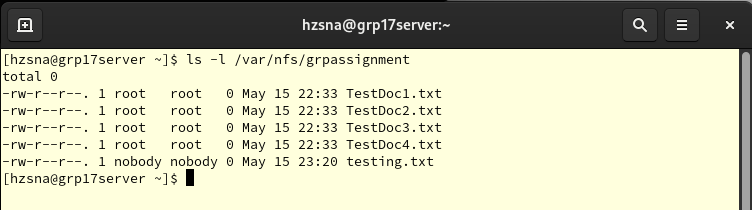 hzsna@grp17server:~
[hzsna@grp17server ~]$ ls -l /var/nfs/grpassignment
total 0
-rw-r--r--. 1 root   root   0 May 15 22:33 TestDoc1.txt
-rw-r--r--. 1 root   root   0 May 15 22:33 TestDoc2.txt
-rw-r--r--. 1 root   root   0 May 15 22:33 TestDoc3.txt
-rw-r--r--. 1 root   root   0 May 15 22:33 TestDoc4.txt
-rw-r--r--. 1 nobody nobody 0 May 15 23:20 testing.txt
[hzsna@grp17server ~]$